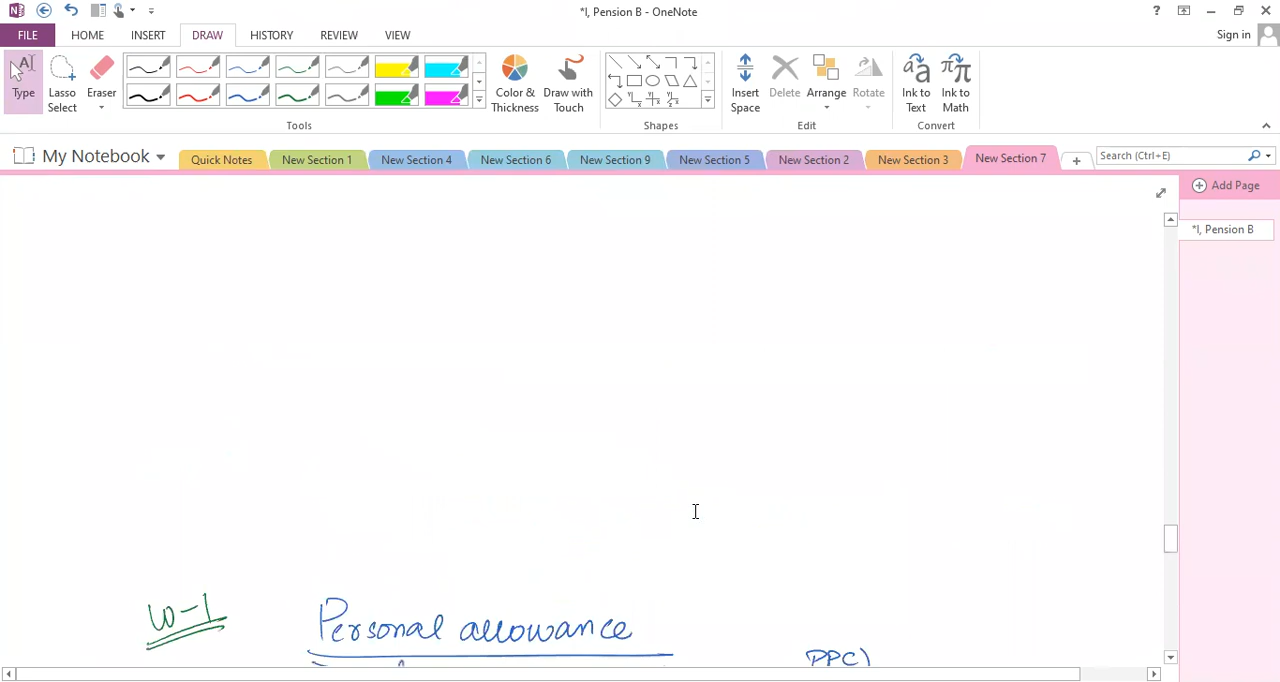 *I, Pension B - OneNote
?
Sign in
FILE HOME INSERT DRAW HISTORY REVIEW VIEW
Type
Lasso Select
Eraser
Color & Thickness
Draw with Touch
Insert Space
Delete
Arrange
Rotate
Ink to Text
Ink to Math
Tools Shapes Edit Convert
My Notebook Quick Notes New Section 1 New Section 4 New Section 6 New Section 9 New Section 5 New Section 2 New Section 3 New Section 7 + Search (Ctrl+E)
Add Page
*I, Pension B
W-1 Personal allowance
PPC)